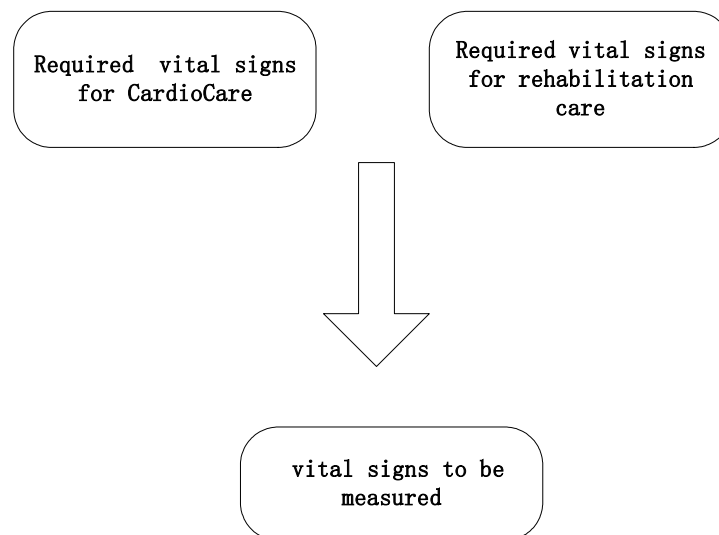 Required vital signs
for CardioCare
Required vital signs
for rehabilitation
care
vital signs to be
measured